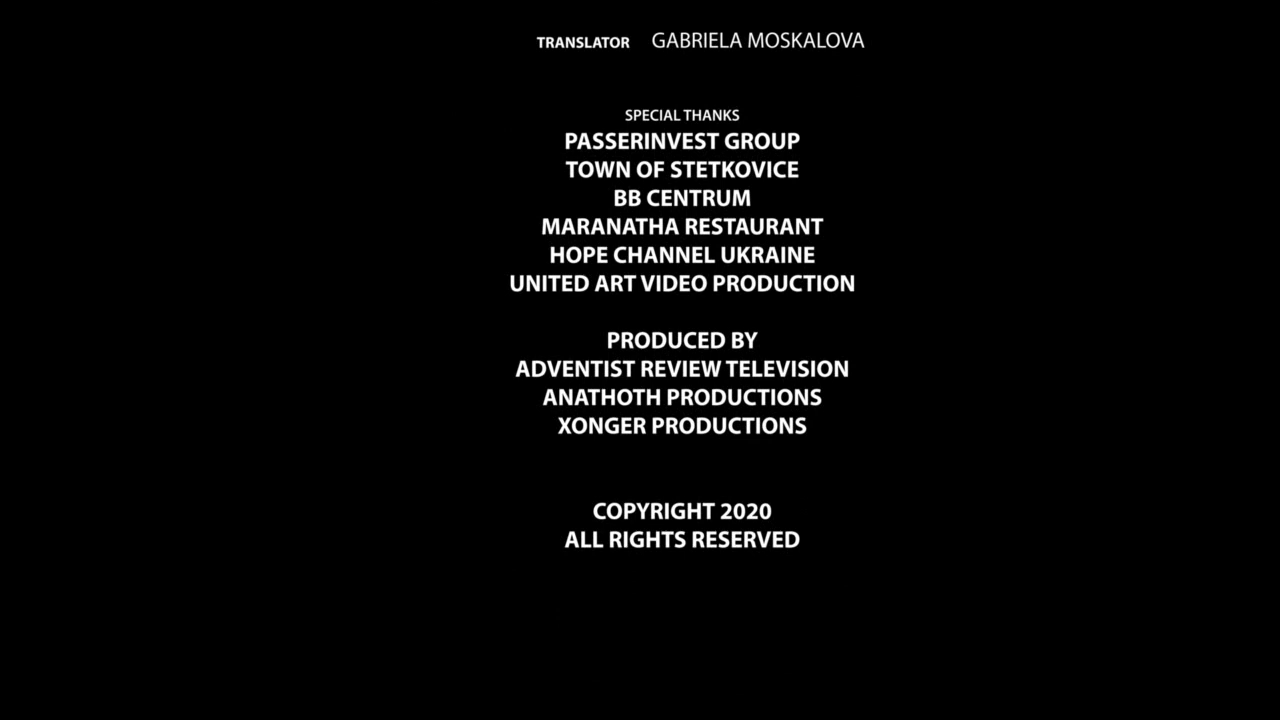 TRANSLATOR GABRIELA MOSKALOVA
SPECIAL THANKS
PASSERINVEST GROUP
TOWN OF STETKOVICE
BB CENTRUM
MARANATHA RESTAURANT
HOPE CHANNEL UKRAINE
UNITED ART VIDEO PRODUCTION
PRODUCED BY
ADVENTIST REVIEW TELEVISION
ANATHOTH PRODUCTIONS
XONGER PRODUCTIONS
COPYRIGHT 2020
ALL RIGHTS RESERVED